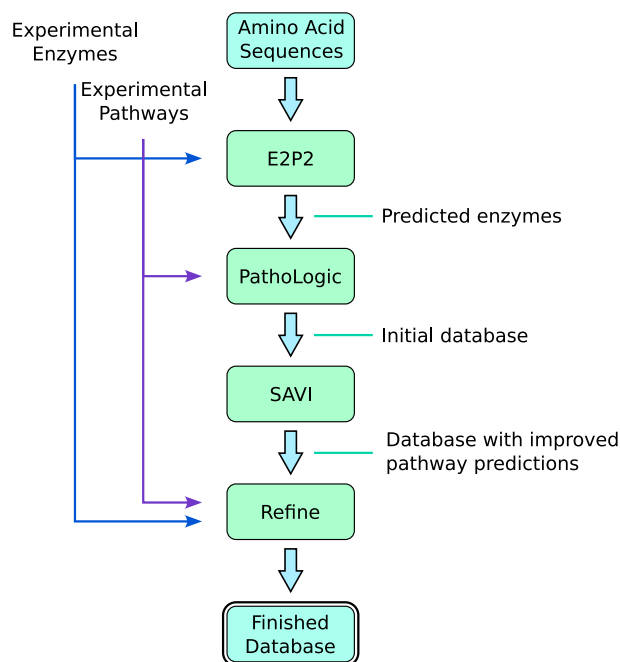 Experimental
Enzymes
Amino Acid
Sequences
Experimental
Pathways
E2P2
Predicted enzymes
PathoLogic
Initial database
SAVI
Database with improved
pathway predictions
Refine
Finished
Database